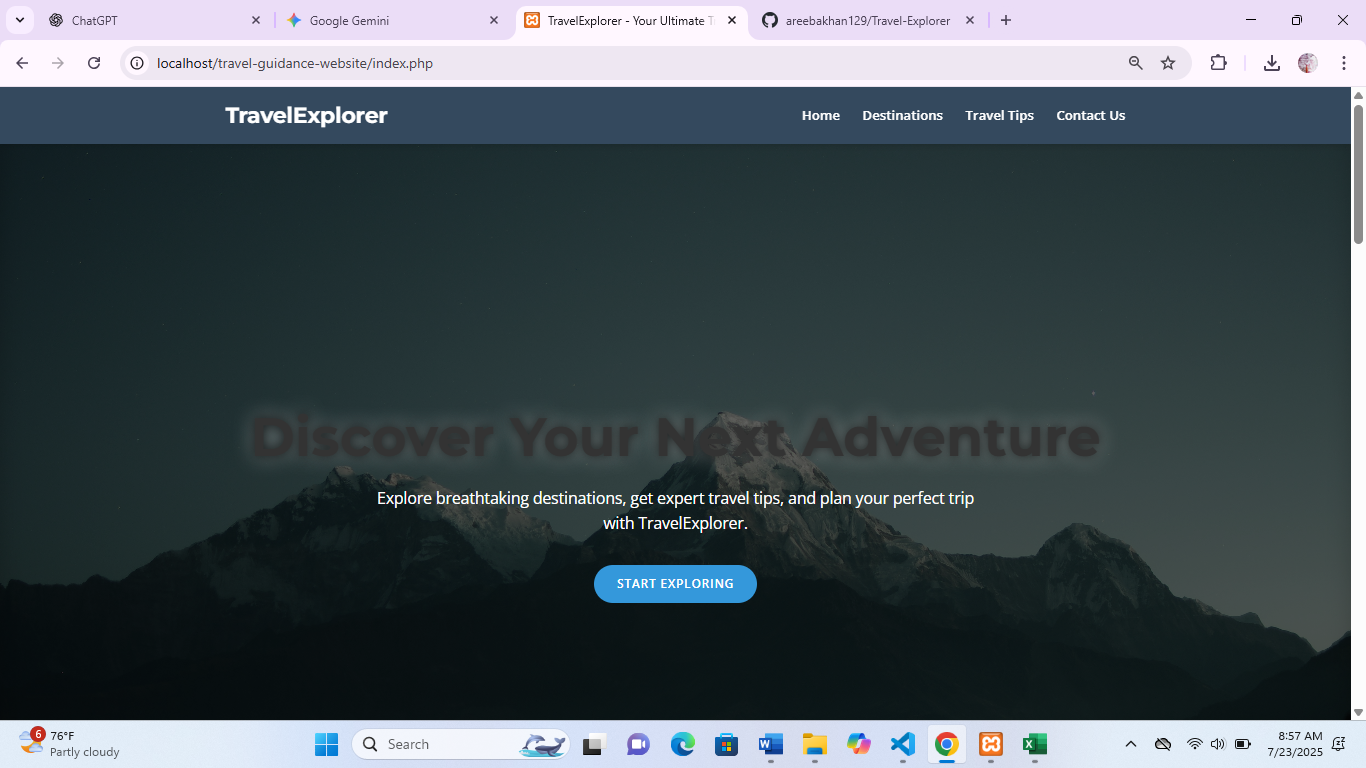 ChatGPT
Google Gemini
TravelExplorer - Your Ultimate T
areebakhan129/Travel-Explorer
localhost/travel-guidance-website/index.php
TravelExplorer
Home Destinations Travel Tips Contact Us
Discover Your Next Adventure
Explore breathtaking destinations, get expert travel tips, and plan your perfect trip
with TravelExplorer.
START EXPLORING
6
76°F
Partly cloudy
Search
8:57 AM
7/23/2025